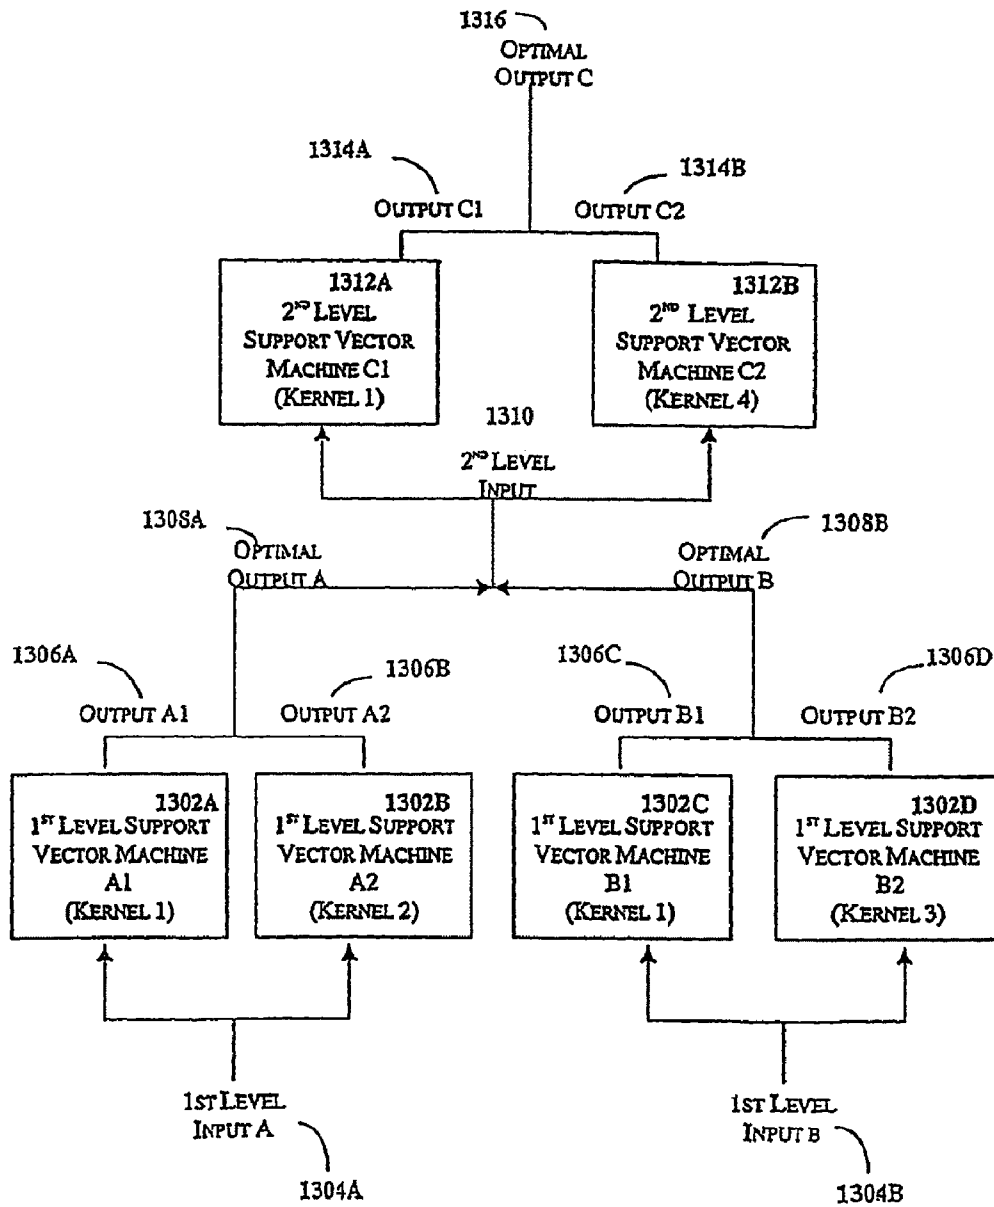 1316
OPTIMAL
OUTPUT C
1314A
1314B
OUTPUT C1
OUTPUT C2
1312A
2ND LEVEL
SUPPORT VECTOR
MACHINE C1
(KERNEL 1)
1312B
2ND LEVEL
SUPPORT VECTOR
MACHINE C2
(KERNEL 4)
1310
2ND LEVEL
INPUT
1308A
OPTIMAL
OUTPUT A
1308B
OPTIMAL
OUTPUT B
1306A
1306B
1306C
1306D
OUTPUT A1
OUTPUT A2
OUTPUT B1
OUTPUT B2
1302A
1ST LEVEL SUPPORT
VECTOR MACHINE
A1
(KERNEL 1)
1302B
1ST LEVEL SUPPORT
VECTOR MACHINE
A2
(KERNEL 2)
1302C
1ST LEVEL SUPPORT
VECTOR MACHINE
B1
(KERNEL 1)
1302D
1ST LEVEL SUPPORT
VECTOR MACHINE
B2
(KERNEL 3)
1ST LEVEL
INPUT A
1304A
1ST LEVEL
INPUT B
1304B